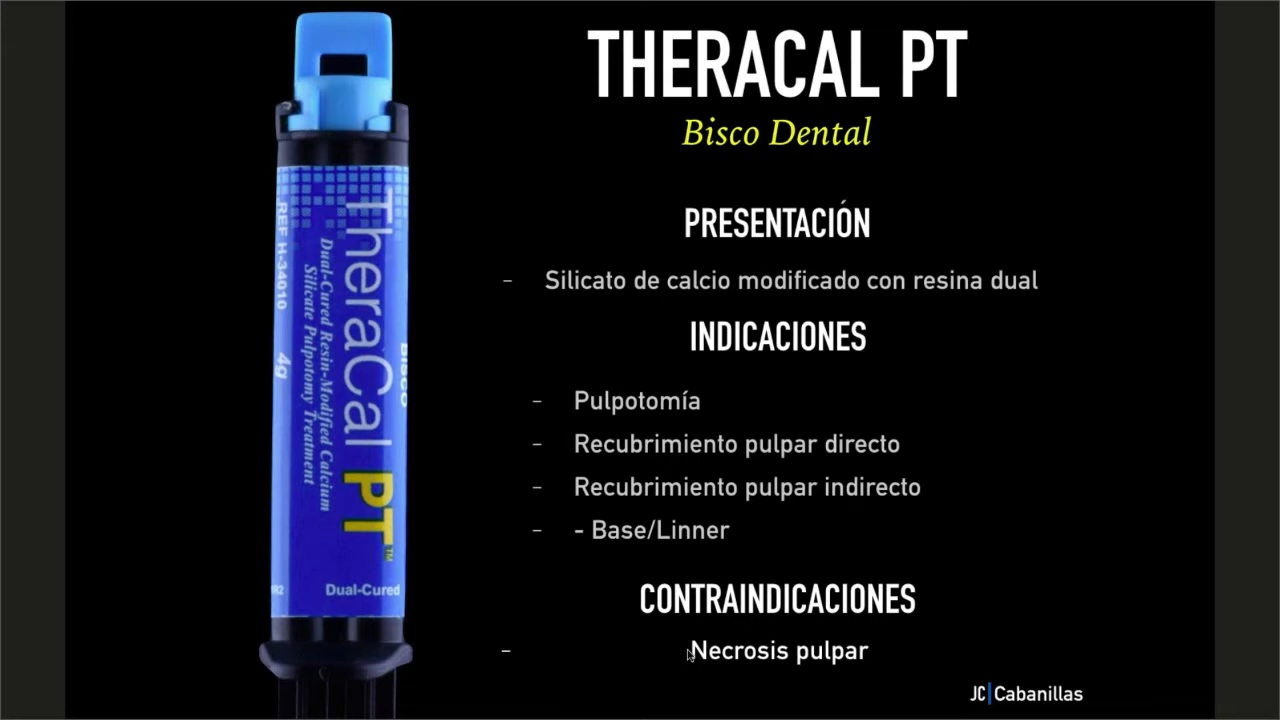 THERACAL PT
Bisco Dental
PRESENTACIÓN
- Silicato de calcio modificado con resina dual
INDICACIONES
- Pulpotomía
- Recubrimiento pulpar directo
- Recubrimiento pulpar indirecto
- - Base/Linner
CONTRAINDICACIONES
- Necrosis pulpar
JC|Cabanillas
TheraCal PT™
Dual-Cured Resin-Modified Calcium
Silicate Pulpotomy Treatment
REF H-34010 4g
BISCO
Dual-Cured